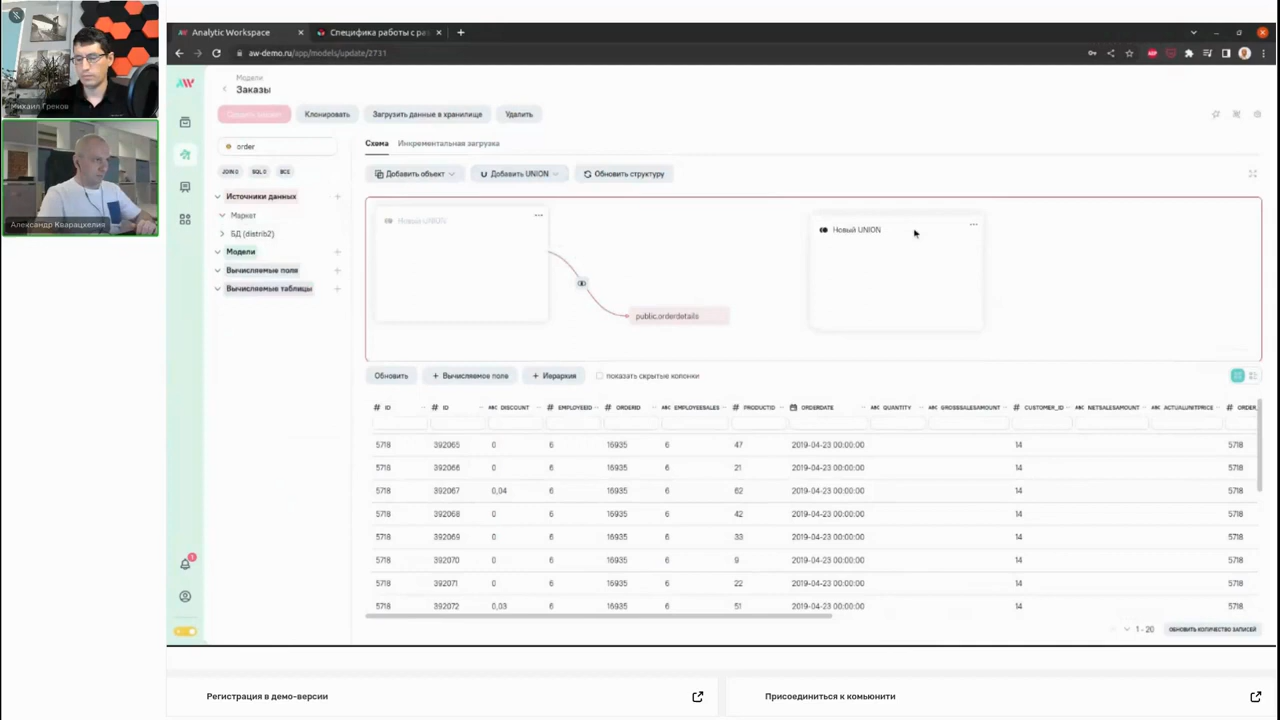 Михаил Греков
Александр Кварацхелия
Analytic Workspace
Специфика работы с ра
aw-demo.ru/app/models/update/2731
Модели
Заказы
Клонировать
Загрузить данные в хранилище
Удалить
order
Схема
Инкрементальная загрузка
JOIN 0
SQL 0
ВСЕ
Добавить объект
Добавить UNION
Обновить структуру
Источники данных
Маркет
БД (distrib2)
Модели
Вычисляемые поля
Вычисляемые таблицы
Новый UNION
Новый UNION
public.orderdetails
Обновить
+ Вычисляемое поле
+ Иерархия
показать скрытые колонки
# ID
# ID
ABC DISCOUNT
# EMPLOYEEID
# ORDERID
ABC EMPLOYEESALES
# PRODUCTID
ORDERDATE
ABC QUANTITY
ABC GROSSSALESAMOUNT
# CUSTOMER_ID
ABC NETSALESAMOUNT
ABC ACTUALUNITPRICE
# ORDER_
5718 392065 0 6 16935 6 47 2019-04-23 00:00:00 14 5718
5718 392066 0 6 16935 6 21 2019-04-23 00:00:00 14 5718
5718 392067 0,04 6 16935 6 62 2019-04-23 00:00:00 14 5718
5718 392068 0 6 16935 6 42 2019-04-23 00:00:00 14 5718
5718 392069 0 6 16935 6 33 2019-04-23 00:00:00 14 5718
5718 392070 0 6 16935 6 9 2019-04-23 00:00:00 14 5718
5718 392071 0 6 16935 6 22 2019-04-23 00:00:00 14 5718
5718 392072 0,03 6 16935 6 51 2019-04-23 00:00:00 14 5718
1 - 20
ОБНОВИТЬ КОЛИЧЕСТВО ЗАПИСЕЙ
Регистрация в демо-версии
Присоединиться к комьюнити